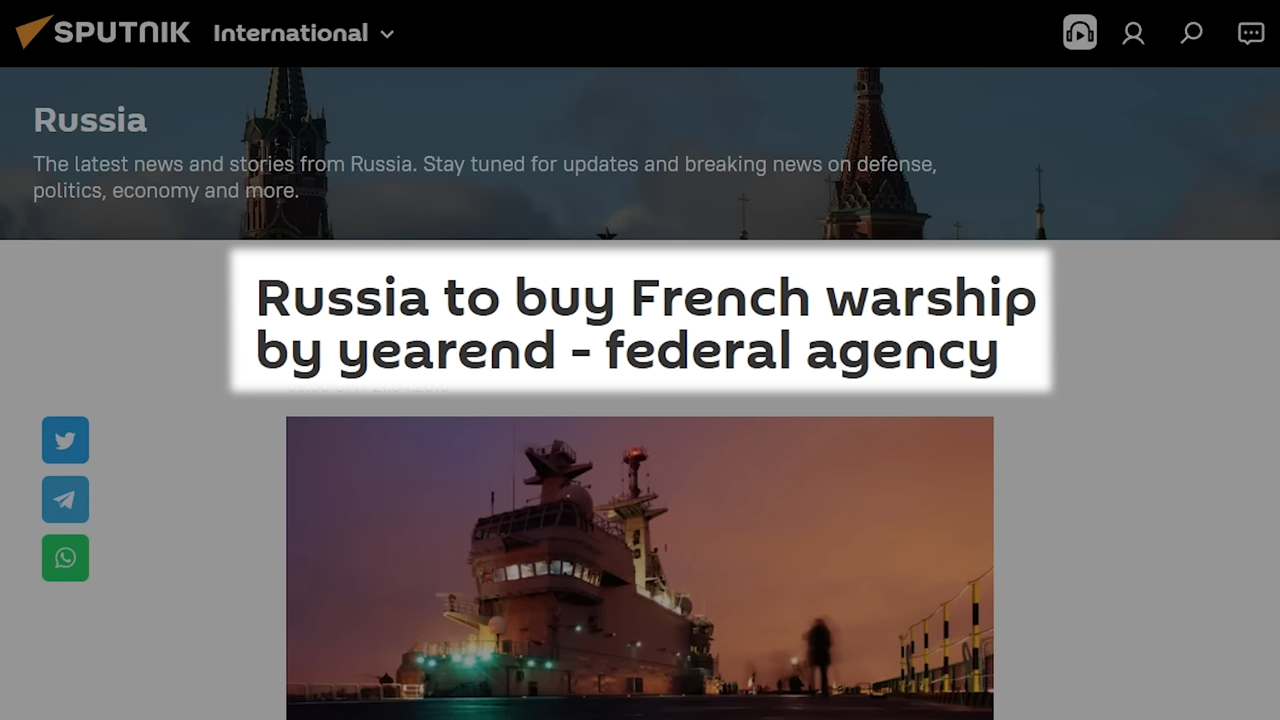 SPUTNIK International
Russia
The latest news and stories from Russia. Stay tuned for updates and breaking news on defense,
politics, economy and more.
Russia to buy French warship
by yearend - federal agency